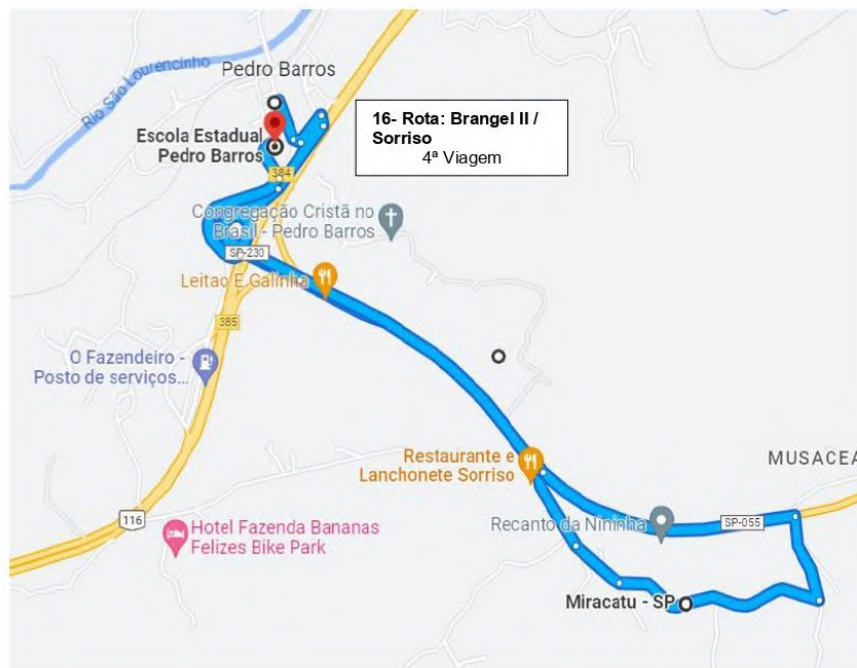 Rio São Lourencinho
Pedro Barros
Escola Estadual
Pedro Barros
16- Rota: Brangel II /
Sorriso
4ª Viagem
384
Congregação Cristã no
Brasil - Pedro Barros
SP-230
Leitao E Galinha
385
O Fazendeiro -
Posto de serviços...
Restaurante e
Lanchonete Sorriso
MUSACEA
116
Hotel Fazenda Bananas
Felizes Bike Park
Recanto da Nininha
SP-055
Miracatu - SP